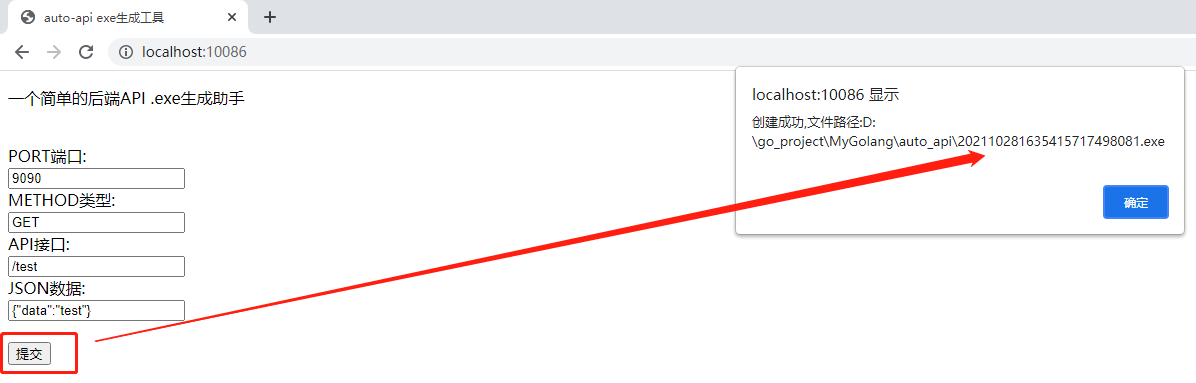 auto-api exe生成工具
localhost:10086
一个简单的后端API .exe生成助手
PORT端口:
9090
METHOD类型:
GET
API接口:
/test
JSON数据:
{"data":"test"}
提交
localhost:10086 显示
创建成功,文件路径:D:
\go_project\MyGolang\auto_api\202110281635415717498081.exe
确定